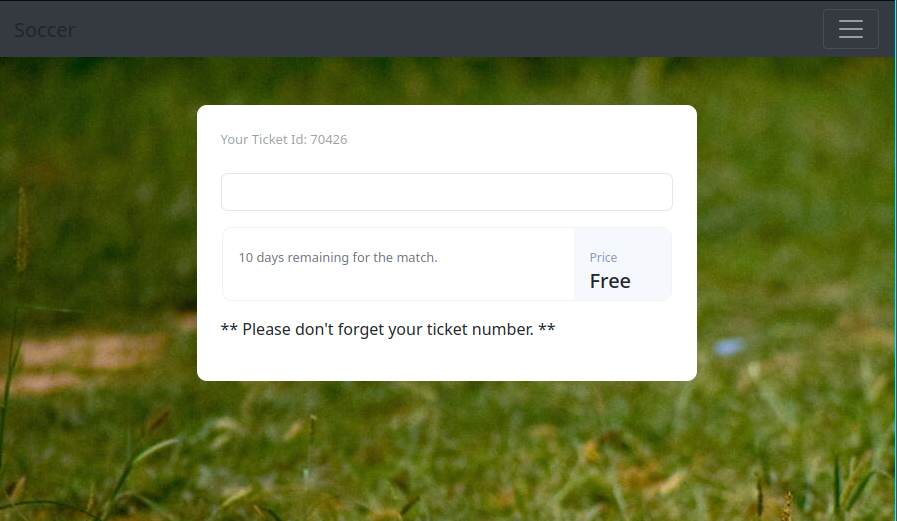 Soccer
Your Ticket Id: 70426
10 days remaining for the match.
Price
Free
** Please don't forget your ticket number. **